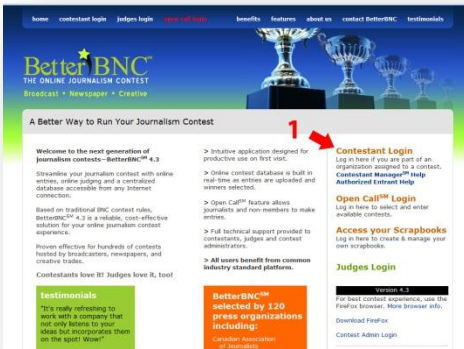 home contestant login judges login open call login benefits features about us contact BetterBNC testimonials
BetterBNC
THE ONLINE JOURNALISM CONTEST
Broadcast • Newspaper • Creative
A Better Way to Run Your Journalism Contest
1
Welcome to the next generation of
journalism contests—BetterBNC℠ 4.3
Streamline your journalism contest with online
entries, online judging and a centralized
database accessible from any Internet
connection.
Based on traditional BNC contest rules,
BetterBNC℠ 4.3 is a reliable, cost-effective
solution for your online journalism contest
experience.
Proven effective for hundreds of contests
hosted by broadcasters, newspapers, and
creative trades.
Contestants love it! Judges love it, too!
testimonials
"It's really refreshing to
work with a company that
not only listens to your
ideas but incorporates them
on the spot! Wow!"
> Intuitive application designed for
productive use on first visit.
> Online contest database is built in
real-time as entries are uploaded and
winners selected.
> Open Call℠ feature allows
journalists and non-members to make
entries.
> Full technical support provided to
contestants, judges and contest
administrators.
> All users benefit from common
industry standard platform.
BetterBNC℠
selected by 120
press organizations
including:
Canadian Association
of Journalists
Contestant Login
Log in here if you are part of an
organization assigned to a contest.
Contestant Manager℠ Help
Authorized Entrant Help
Open Call℠ Login
Log in here to select and enter
available contests.
Access your Scrapbooks
Log in here to create & manage your
own scrapbooks.
Judges Login
Version 4.3
For best contest experience, use the
FireFox browser. More browser info.
Download FireFox
Contest Admin Login